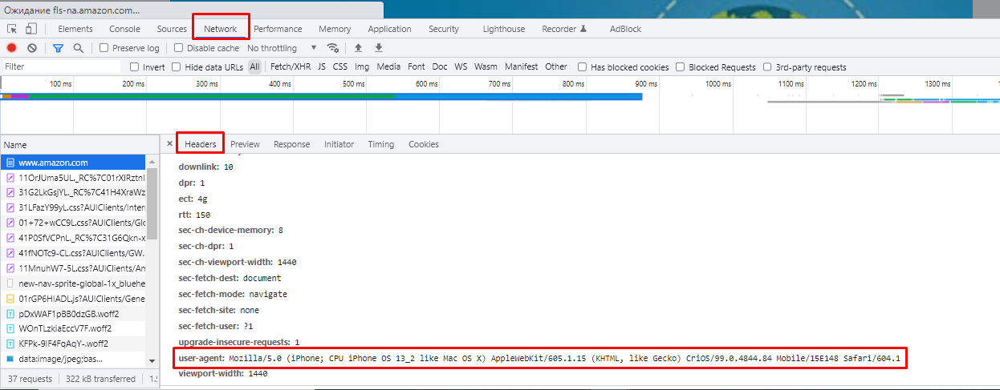 Ожидание fls-na.amazon.com...
Elements Console Sources Network Performance Memory Application Security Lighthouse Recorder AdBlock
Preserve log Disable cache No throttling
Filter Invert Hide data URLs All Fetch/XHR JS CSS Img Media Font Doc WS Wasm Manifest Other Has blocked cookies Blocked Requests 3rd-party requests
100 ms 200 ms 300 ms 400 ms 500 ms 600 ms 700 ms 800 ms 900 ms 1000 ms 1100 ms 1200 ms 1300 ms
Name × Headers Preview Response Initiator Timing Cookies
www.amazon.com
downlink: 10
11OrJUma5UL._RC%7C01rXlRztnl
dpr: 1
31G2LkGsjYL._RC%7C41H4XraWz
ect: 4g
31LFazY99yL.css?AUIClients/Inter
rtt: 150
01+72+wCC9L.css?AUIClients/Glo
sec-ch-device-memory: 8
41P0SfVCPnL._RC%7C31G6Qkn-x
sec-ch-dpr: 1
41fNOTc9-CL.css?AUIClients/GW.
sec-ch-viewport-width: 1440
11MnuhW7-5L.css?AUIClients/An
sec-fetch-dest: document
new-nav-sprite-global-1x_bluehe
sec-fetch-mode: navigate
01rGP6HIADL.js?AUIClients/Gene
sec-fetch-site: none
pDxWAF1pBB0dzGB.woff2
sec-fetch-user: ?1
WOnTLzkiaEccV7F.woff2
upgrade-insecure-requests: 1
KFPk-9IF4FqAqY-.woff2
user-agent: Mozilla/5.0 (iPhone; CPU iPhone OS 13_2 like Mac OS X) AppleWebKit/605.1.15 (KHTML, like Gecko) CriOS/99.0.4844.84 Mobile/15E148 Safari/604.1
data:image/jpeg;bas...
viewport-width: 1440
37 requests 322 kB transferred 1.5